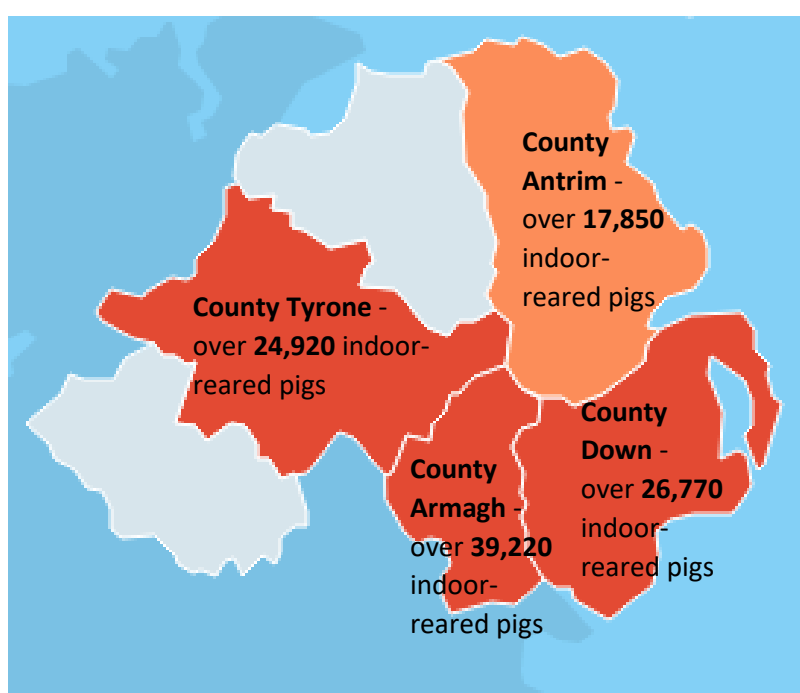 County
Antrim -
over 17,850
indoor-
reared pigs
County Tyrone -
over 24,920 indoor-
reared pigs
County
Down -
over 26,770
indoor-
reared pigs
County
Armagh -
over 39,220
indoor-
reared pigs